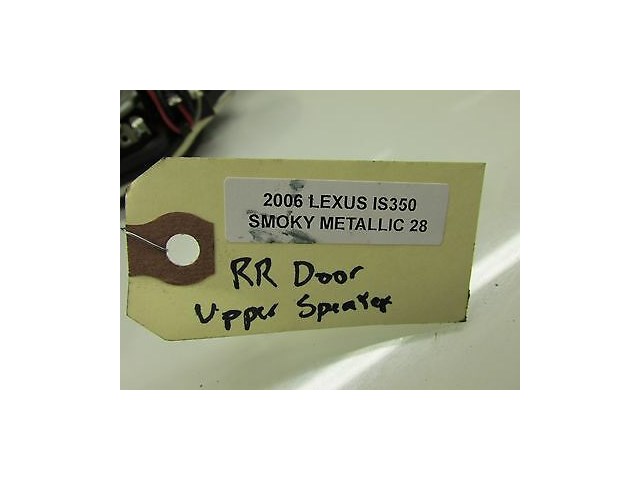 2006 LEXUS IS350
SMOKY METALLIC 28
RR Door
Upper Speaker